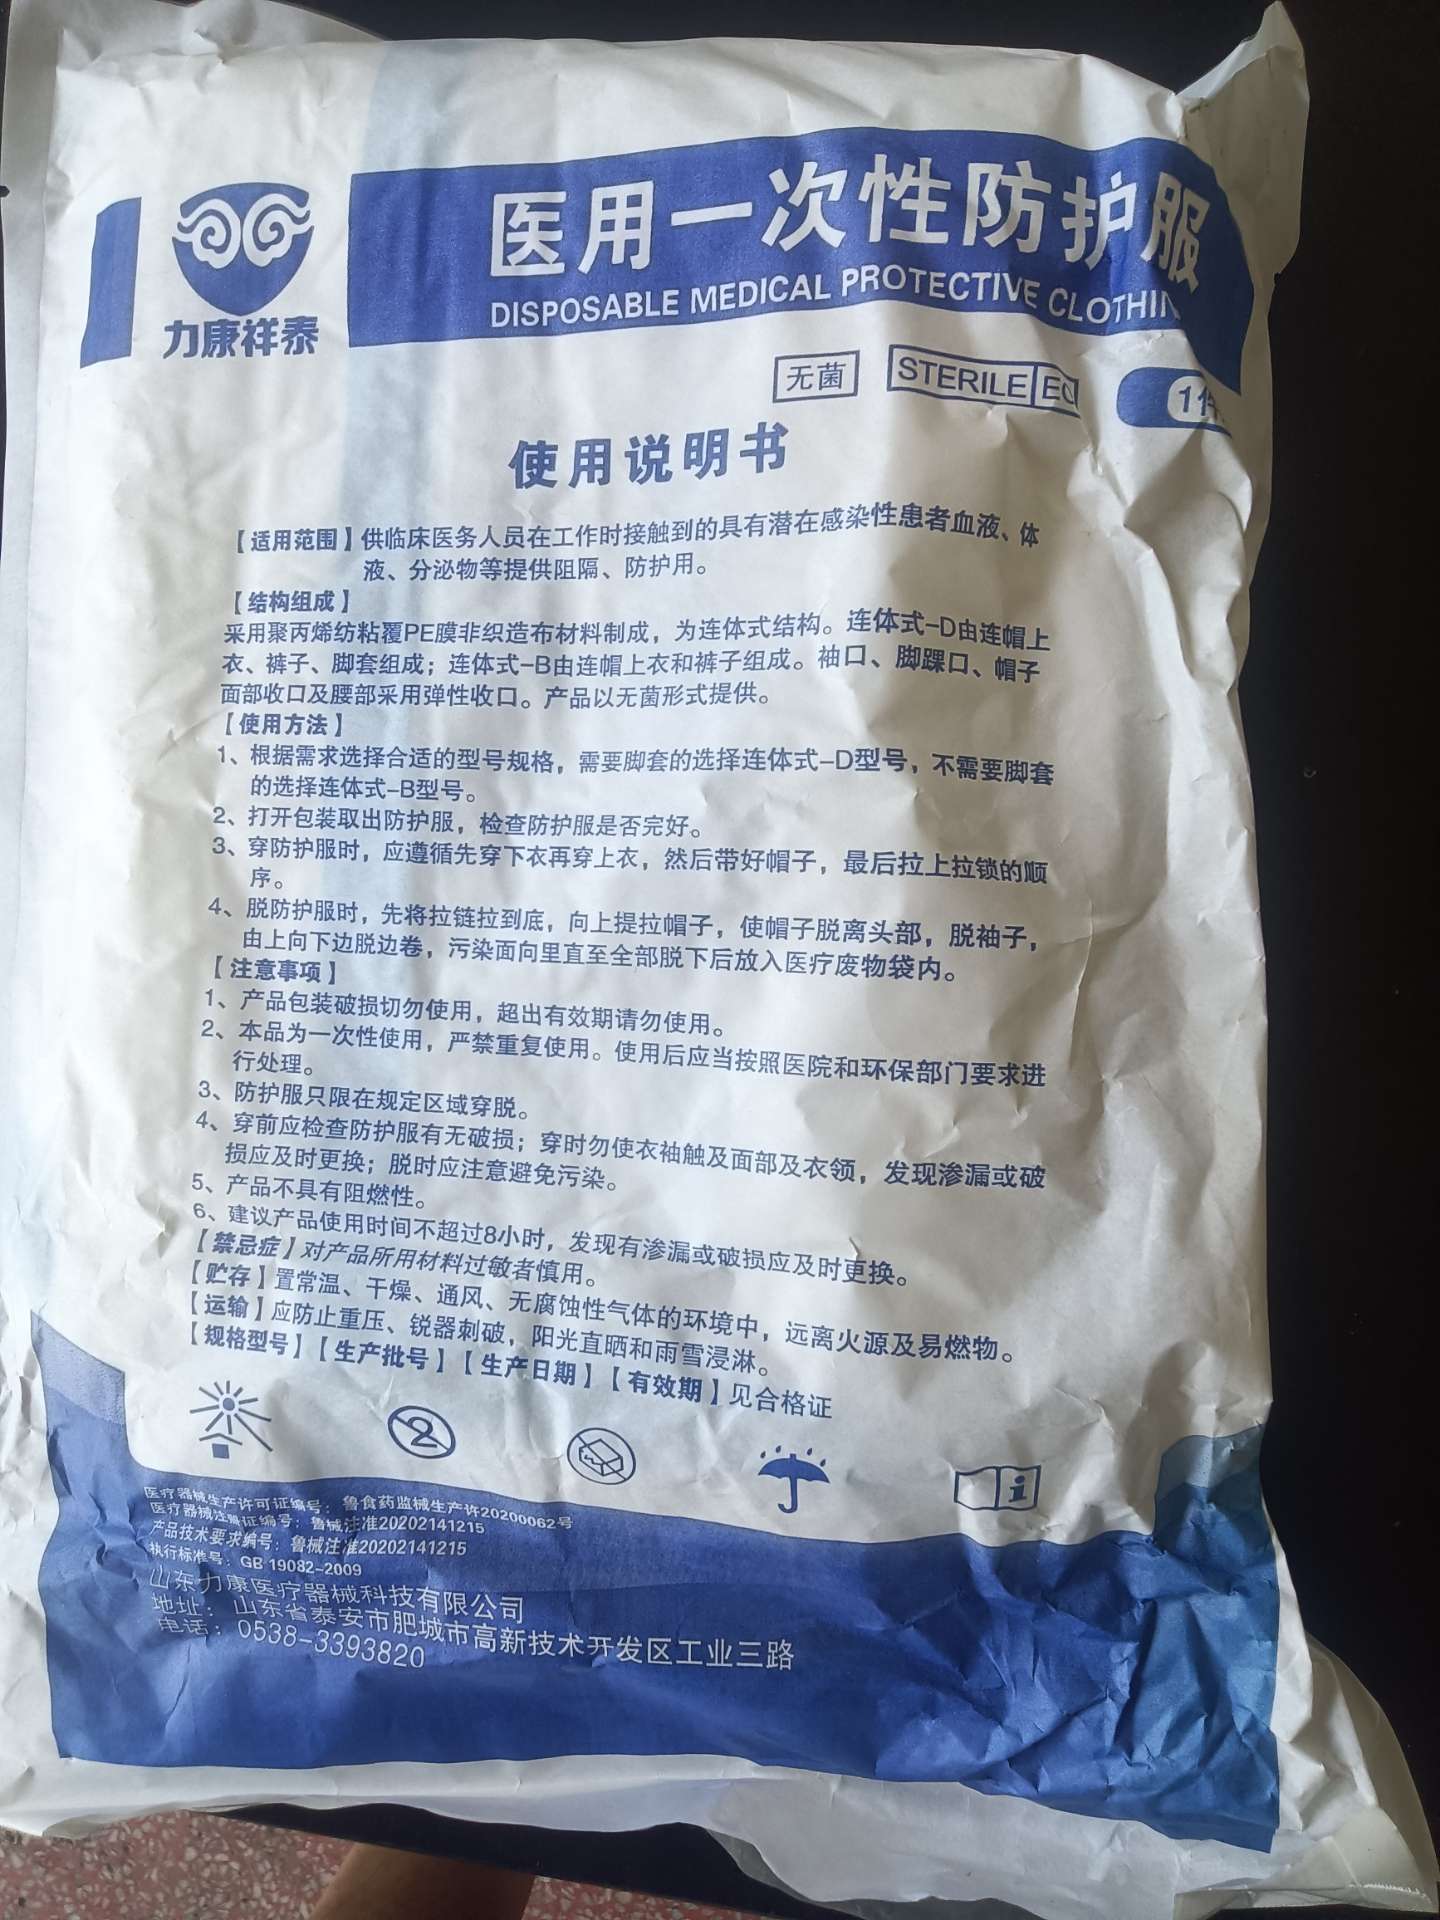 力康祥泰
医用一次性防护服
DISPOSABLE MEDICAL PROTECTIVE
无菌
STERILE
使用说明书
【适用范围】供临床医务人员在工作时接触到的具有潜在感染性患者血液、体
液、分泌物等提供阻隔、防护用。
【结构组成】
采用聚丙烯纺粘覆PE膜非织造布材料制成，为连体式结构。连体式-D由连帽上
衣、裤子、脚套组成；连体式-B由连帽上衣和裤子组成。袖口、脚踝口、帽子
面部收口及腰部采用弹性收口。产品以无菌形式提供。
【使用方法】
1、根据需求选择合适的型号规格，需要脚套的选择连体式-D型号，不需要脚套
的选择连体式-B型号。
2、打开包装取出防护服，检查防护服是否完好。
3、穿防护服时，应遵循先穿下衣再穿上衣，然后带好帽子，最后拉上拉锁的顺
序。
4、脱防护服时，先将拉链拉到底，向上提拉帽子，使帽子脱离头部，脱袖子，
由上向下边脱边卷，污染面向里直至全部脱下后放入医疗废物袋内。
【注意事项】
1、产品包装破损切勿使用，超出有效期请勿使用。
2、本品为一次性使用，严禁重复使用。使用后应当按照医院和环保部门要求进
行处理。
3、防护服只限在规定区域穿脱。
4、穿前应检查防护服有无破损；穿时勿使衣袖触及面部及衣领，发现渗漏或破
损应及时更换；脱时应注意避免污染。
5、产品不具有阻燃性。
6、建议产品使用时间不超过8小时，发现有渗漏或破损应及时更换。
【禁忌症】对产品所用材料过敏者慎用。
【贮存】置常温、干燥、通风、无腐蚀性气体的环境中，远离火源及易燃物。
【运输】应防止重压、锐器刺破，阳光直晒和雨雪浸淋。
【规格型号】【生产批号】【生产日期】【有效期】见合格证
2
i
医疗器械生产许可证编号：鲁食药监械生产许20200062号
医疗器械注册证编号：鲁械注准20202141215
产品技术要求编号：鲁械注准20202141215
执行标准号：GB 19082-2009
山东力康医疗器械科技有限公司
地址：山东省泰安市肥城市高新技术开发区工业三路
电话：0538-3393820